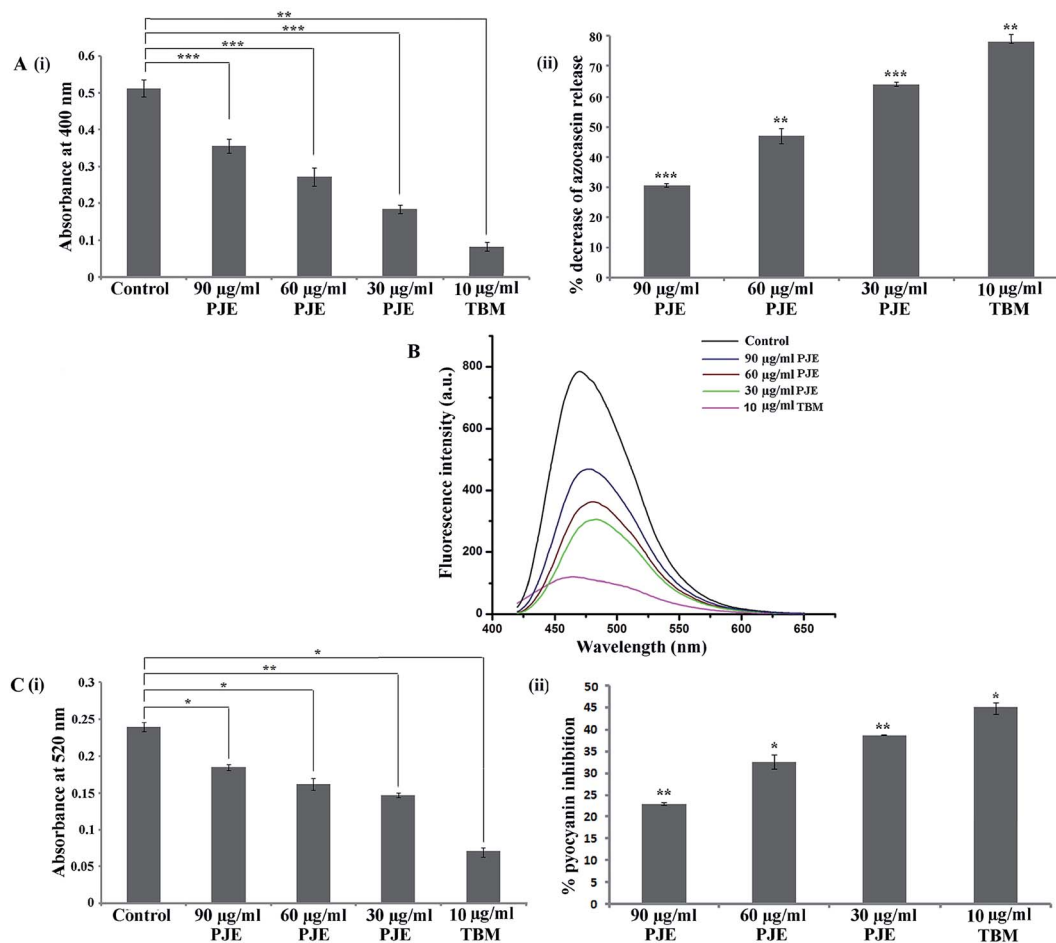 A (i)
**
***
***
***
Absorbance at 400 nm
0.6
0.5
0.4
0.3
0.2
0.1
0
Control
90 µg/ml PJE
60 µg/ml PJE
30 µg/ml PJE
10 µg/ml TBM
(ii)
% decrease of azocasein release
80
70
60
50
40
30
20
10
0
***
**
***
**
90 µg/ml PJE
60 µg/ml PJE
30 µg/ml PJE
10 µg/ml TBM
B
Fluorescence intensity (a.u.)
800
600
400
200
0
400
450
500
550
600
650
Wavelength (nm)
Control
90 µg/ml PJE
60 µg/ml PJE
30 µg/ml PJE
10 µg/ml TBM
C (i)
*
**
*
*
Absorbance at 520 nm
0.3
0.25
0.2
0.15
0.1
0.05
0
Control
90 µg/ml PJE
60 µg/ml PJE
30 µg/ml PJE
10 µg/ml TBM
(ii)
% pyocyanin inhibition
50
45
40
35
30
25
20
15
10
5
0
**
*
**
*
90 µg/ml PJE
60 µg/ml PJE
30 µg/ml PJE
10 µg/ml TBM